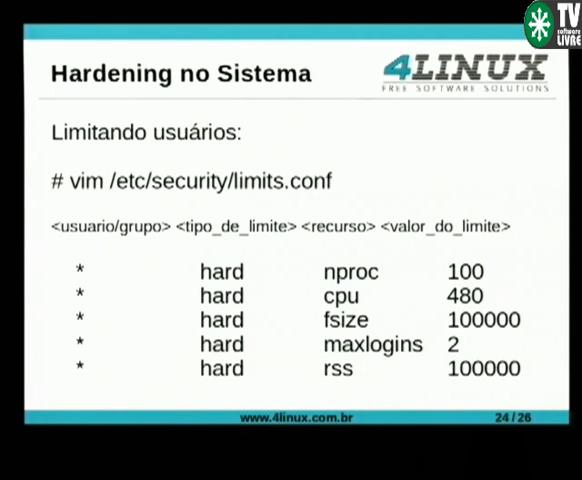 TV
software
LIVRE
Hardening no Sistema
4LINUX
FREE SOFTWARE SOLUTIONS
Limitando usuários:
# vim /etc/security/limits.conf
<usuario/grupo> <tipo_de_limite> <recurso> <valor_do_limite>
* hard nproc 100
* hard cpu 480
* hard fsize 100000
* hard maxlogins 2
* hard rss 100000
www.4linux.com.br 24 / 26